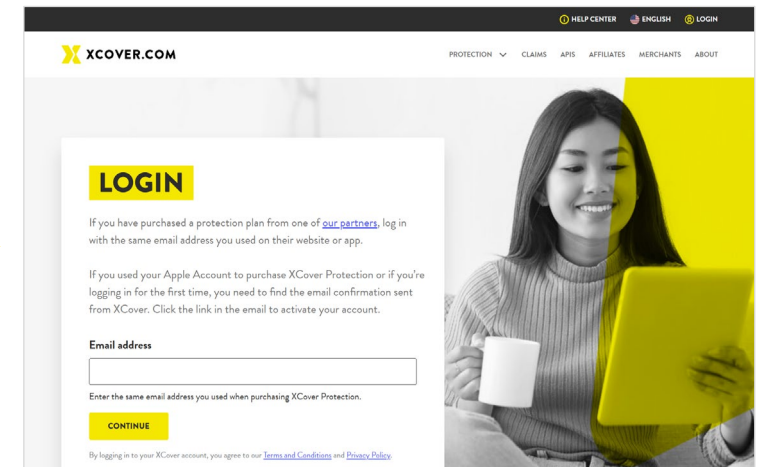 HELP CENTER ENGLISH LOGIN
XCOVER.COM
PROTECTION CLAIMS APIS AFFILIATES MERCHANTS ABOUT
LOGIN
If you have purchased a protection plan from one of our partners, log in
with the same email address you used on their website or app.
If you used your Apple Account to purchase XCover Protection or if you're
logging in for the first time, you need to find the email confirmation sent
from XCover. Click the link in the email to activate your account.
Email address
Enter the same email address you used when purchasing XCover Protection.
CONTINUE
By logging in to your XCover account, you agree to our Terms and Conditions and Privacy Policy.